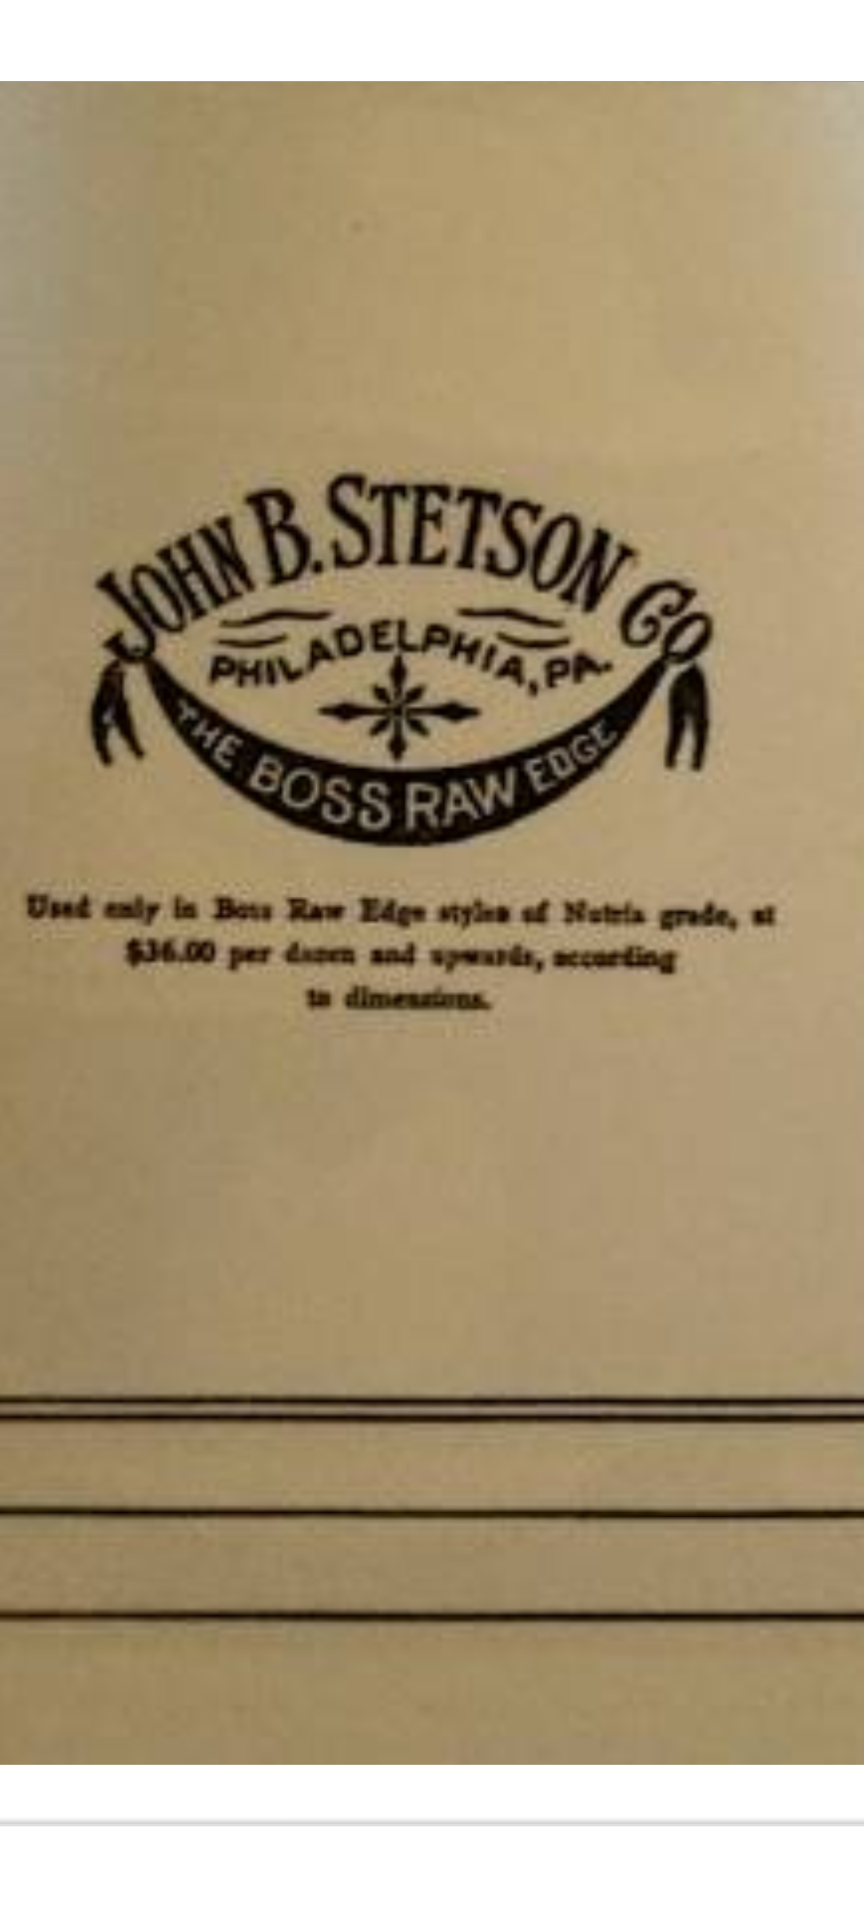 JOHN B. STETSON CO
PHILADELPHIA, PA.
THE BOSS RAW EDGE
Used only in Boss Raw Edge styles of Nutria grade, at
$36.00 per dozen and upwards, according
to dimensions.